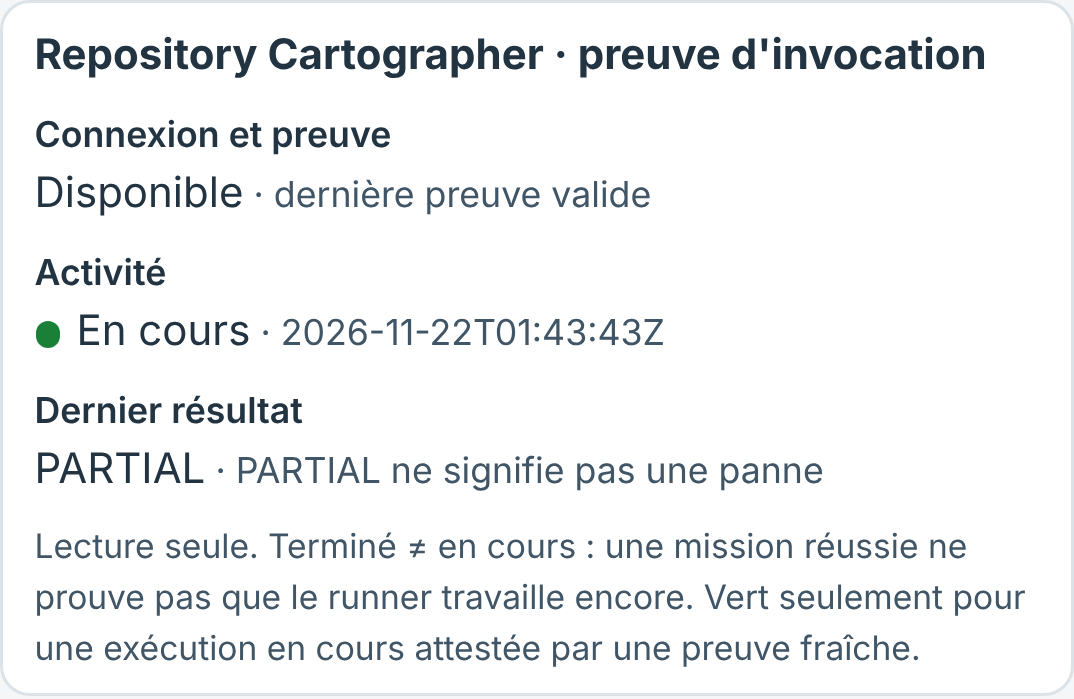 Repository Cartographer · preuve d'invocation
Connexion et preuve
Disponible · dernière preuve valide
Activité
En cours · 2026-11-22T01:43:43Z
Dernier résultat
PARTIAL · PARTIAL ne signifie pas une panne
Lecture seule. Terminé ≠ en cours : une mission réussie ne
prouve pas que le runner travaille encore. Vert seulement pour
une exécution en cours attestée par une preuve fraîche.